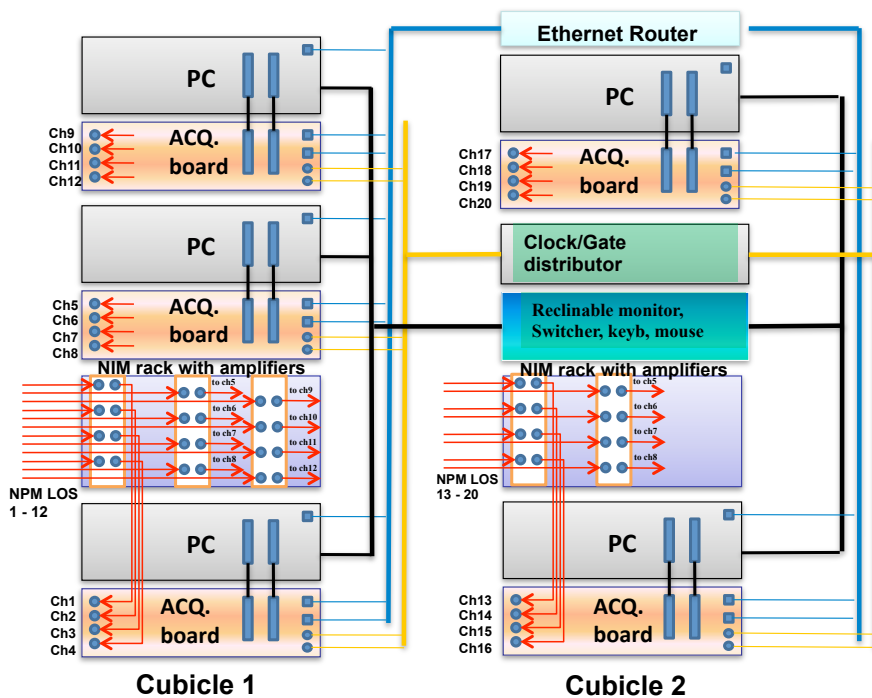 PC
Ch9
Ch10
Ch11
Ch12
ACQ.
board
PC
Ch5
Ch6
Ch7
Ch8
ACQ.
board
NIM rack with amplifiers
to ch5
to ch9
to ch6
to ch10
to ch7
to ch11
to ch8
to ch12
NPM LOS
1 - 12
PC
Ch1
Ch2
Ch3
Ch4
ACQ.
board
Cubicle 1
Ethernet Router
PC
Ch17
Ch18
Ch19
Ch20
ACQ.
board
Clock/Gate
distributor
Reclinable monitor,
Switcher, keyb, mouse
NIM rack with amplifiers
to ch5
to ch6
to ch7
to ch8
NPM LOS
13 - 20
PC
Ch13
Ch14
Ch15
Ch16
ACQ.
board
Cubicle 2